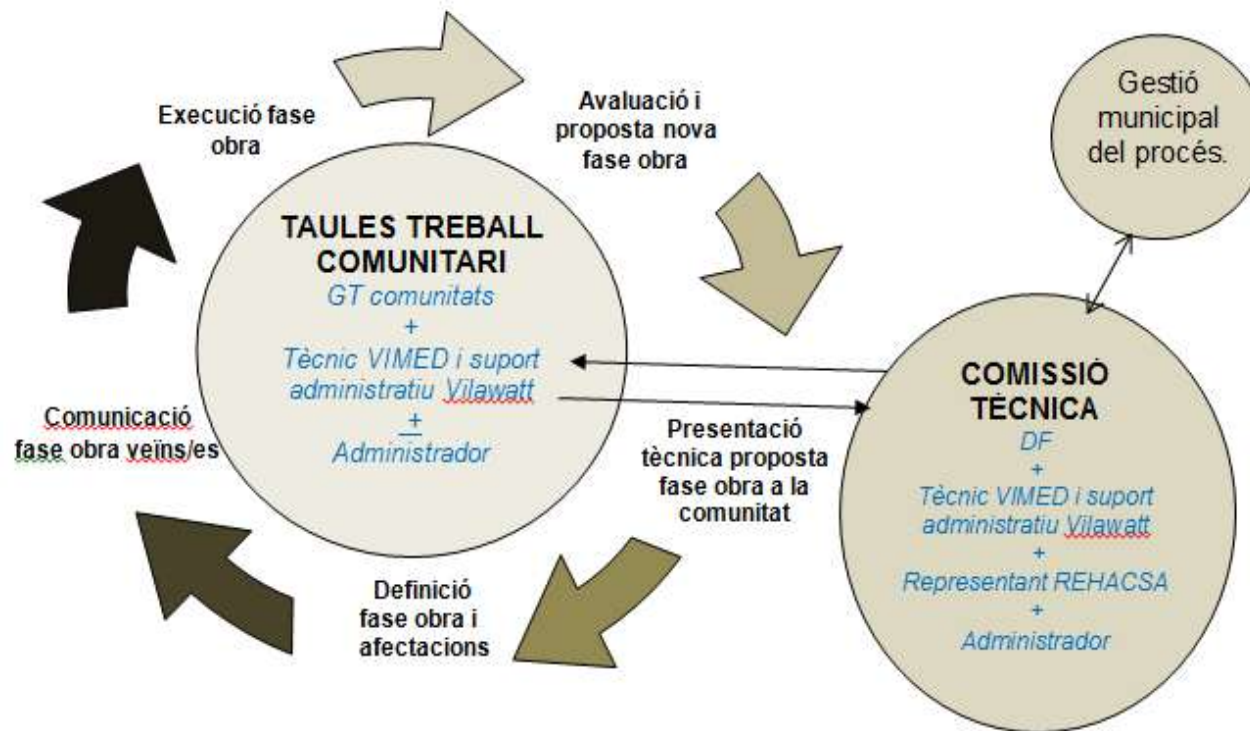 Execució fase
obra
Avaluació i
proposta nova
fase obra
Gestió
municipal
del procés.
TAULES TREBALL
COMUNITARI
GT comunitats
+
Tècnic VIMED i suport
administratiu Vilawatt
+
Administrador
Comunicació
fase obra veïns/es
Presentació
tècnica proposta
fase obra a la
comunitat
Definició
fase obra i
afectacions
COMISSIÓ
TÈCNICA
DF
+
Tècnic VIMED i suport
administratiu Vilawatt
+
Representant REHACSA
+
Administrador